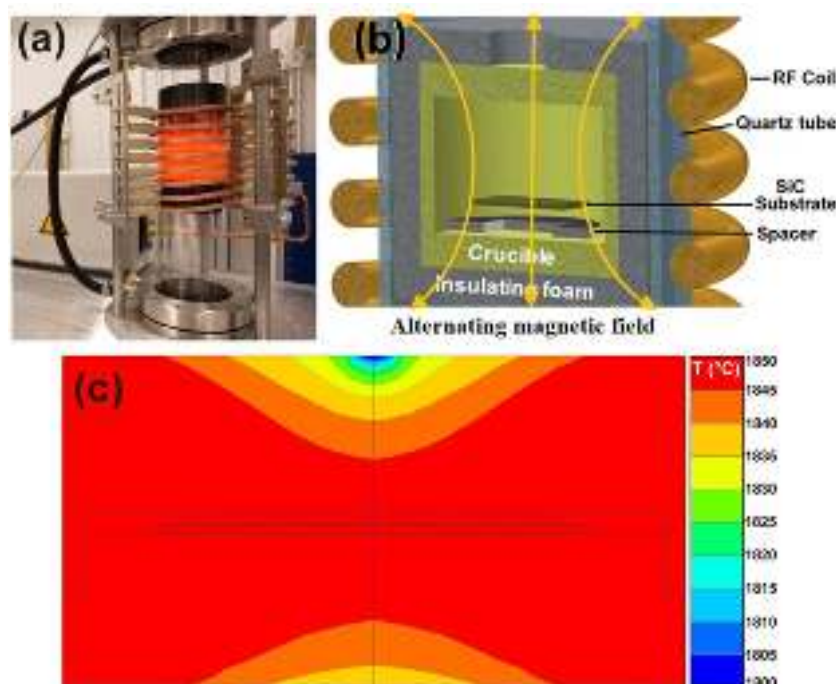 (a)
(b)
RF Coil
Quartz tube
SiC
Substrate
Spacer
Crucible
Insulating foam
Alternating magnetic field
(c)
T (°C)
1850
1845
1840
1835
1830
1825
1820
1815
1810
1805
1800